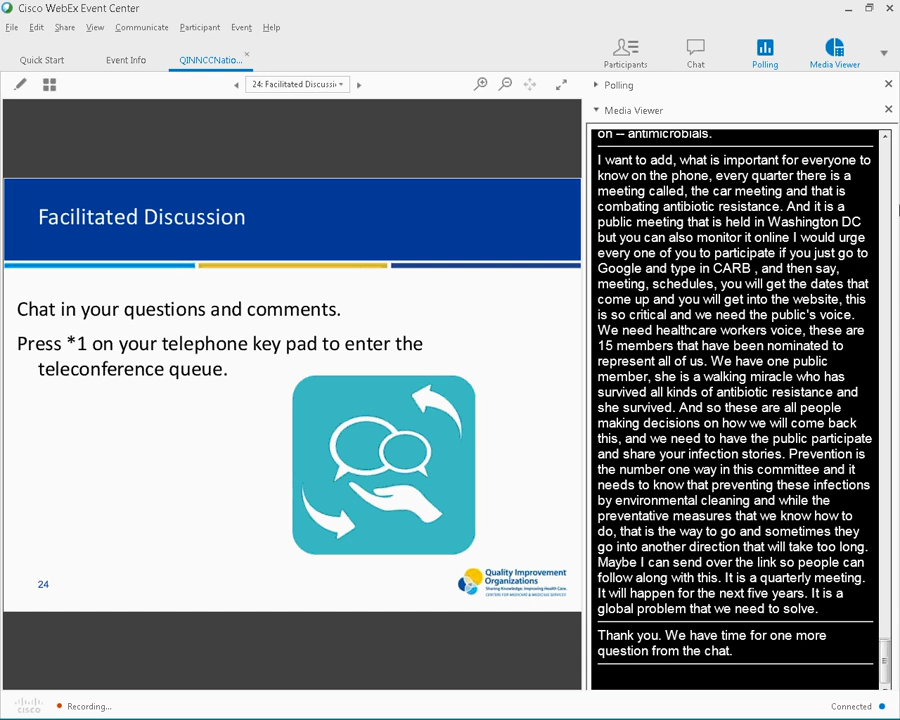 Cisco WebEx Event Center
File Edit Share View Communicate Participant Event Help
Quick Start Event Info QINNCCNatio... Participants Chat Polling Media Viewer
24: Facilitated Discussi
Polling
Media Viewer
Facilitated Discussion
Chat in your questions and comments.
Press *1 on your telephone key pad to enter the
teleconference queue.
24
Quality Improvement
Organizations
Sharing Knowledge. Improving Health Care.
CENTERS FOR MEDICARE & MEDICAID SERVICES
on -- antimicrobials.
I want to add, what is important for everyone to
know on the phone, every quarter there is a
meeting called, the car meeting and that is
combating antibiotic resistance. And it is a
public meeting that is held in Washington DC
but you can also monitor it online I would urge
every one of you to participate if you just go to
Google and type in CARB , and then say,
meeting, schedules, you will get the dates that
come up and you will get into the website, this
is so critical and we need the public's voice.
We need healthcare workers voice, these are
15 members that have been nominated to
represent all of us. We have one public
member, she is a walking miracle who has
survived all kinds of antibiotic resistance and
she survived. And so these are all people
making decisions on how we will come back
this, and we need to have the public participate
and share your infection stories. Prevention is
the number one way in this committee and it
needs to know that preventing these infections
by environmental cleaning and while the
preventative measures that we know how to
do, that is the way to go and sometimes they
go into another direction that will take too long.
Maybe I can send over the link so people can
follow along with this. It is a quarterly meeting.
It will happen for the next five years. It is a
global problem that we need to solve.
Thank you. We have time for one more
question from the chat.
cisco Recording... Connected